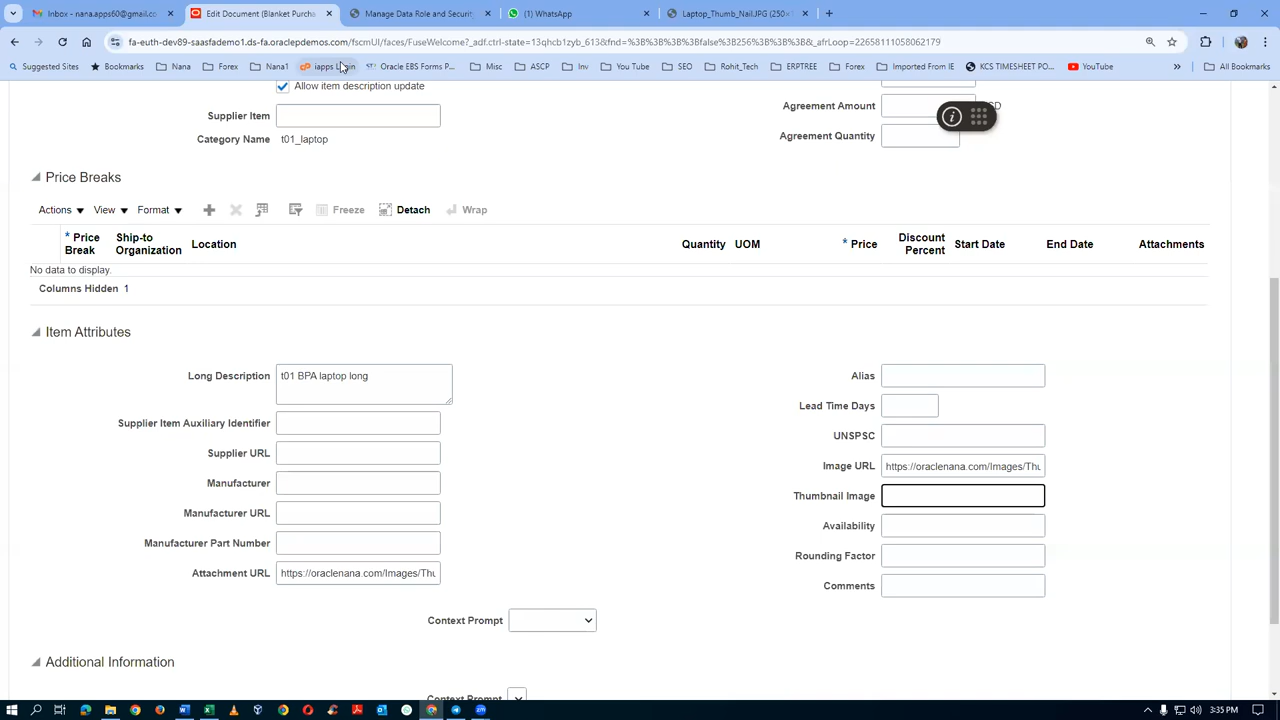 (1) Inbox - nana.apps60@gmail.co
Edit Document (Blanket Purcha
Manage Data Role and Security
(1) WhatsApp
Laptop_Thumb_NailJPG (250×
fa-euth-dev89-saasfademo1.ds-fa.oraclepdemos.com/fscmUI/faces/FuseWelcome?_adf.ctrl-state=13qhcb1zyb_613&fnd=%3B%3B%3B%3Bfalse%3B256%3B%3B%3B&_afrLoop=22658111058062179
Suggested Sites
Bookmarks
Nana
Forex
Nana1
iapps Login
Oracle EBS Forms P...
Misc
ASCP
Inv
You Tube
SEO
Rohit_Tech
ERPTREE
Forex
Imported From IE
KCS TIMESHEET PO...
YouTube
All Bookmarks
Allow item description update
Supplier Item
Category Name t01_laptop
Agreement Amount
Agreement Quantity
Price Breaks
Actions View Format Freeze Detach Wrap
* Price Break
Ship-to Organization
Location
Quantity
UOM
* Price
Discount Percent
Start Date
End Date
Attachments
No data to display.
Columns Hidden 1
Item Attributes
Long Description t01 BPA laptop long
Supplier Item Auxiliary Identifier
Supplier URL
Manufacturer
Manufacturer URL
Manufacturer Part Number
Attachment URL https://oraclenana.com/Images/Thu
Alias
Lead Time Days
UNSPSC
Image URL https://oraclenana.com/Images/Thu
Thumbnail Image
Availability
Rounding Factor
Comments
Context Prompt
Additional Information
Context Prompt
3:35 PM